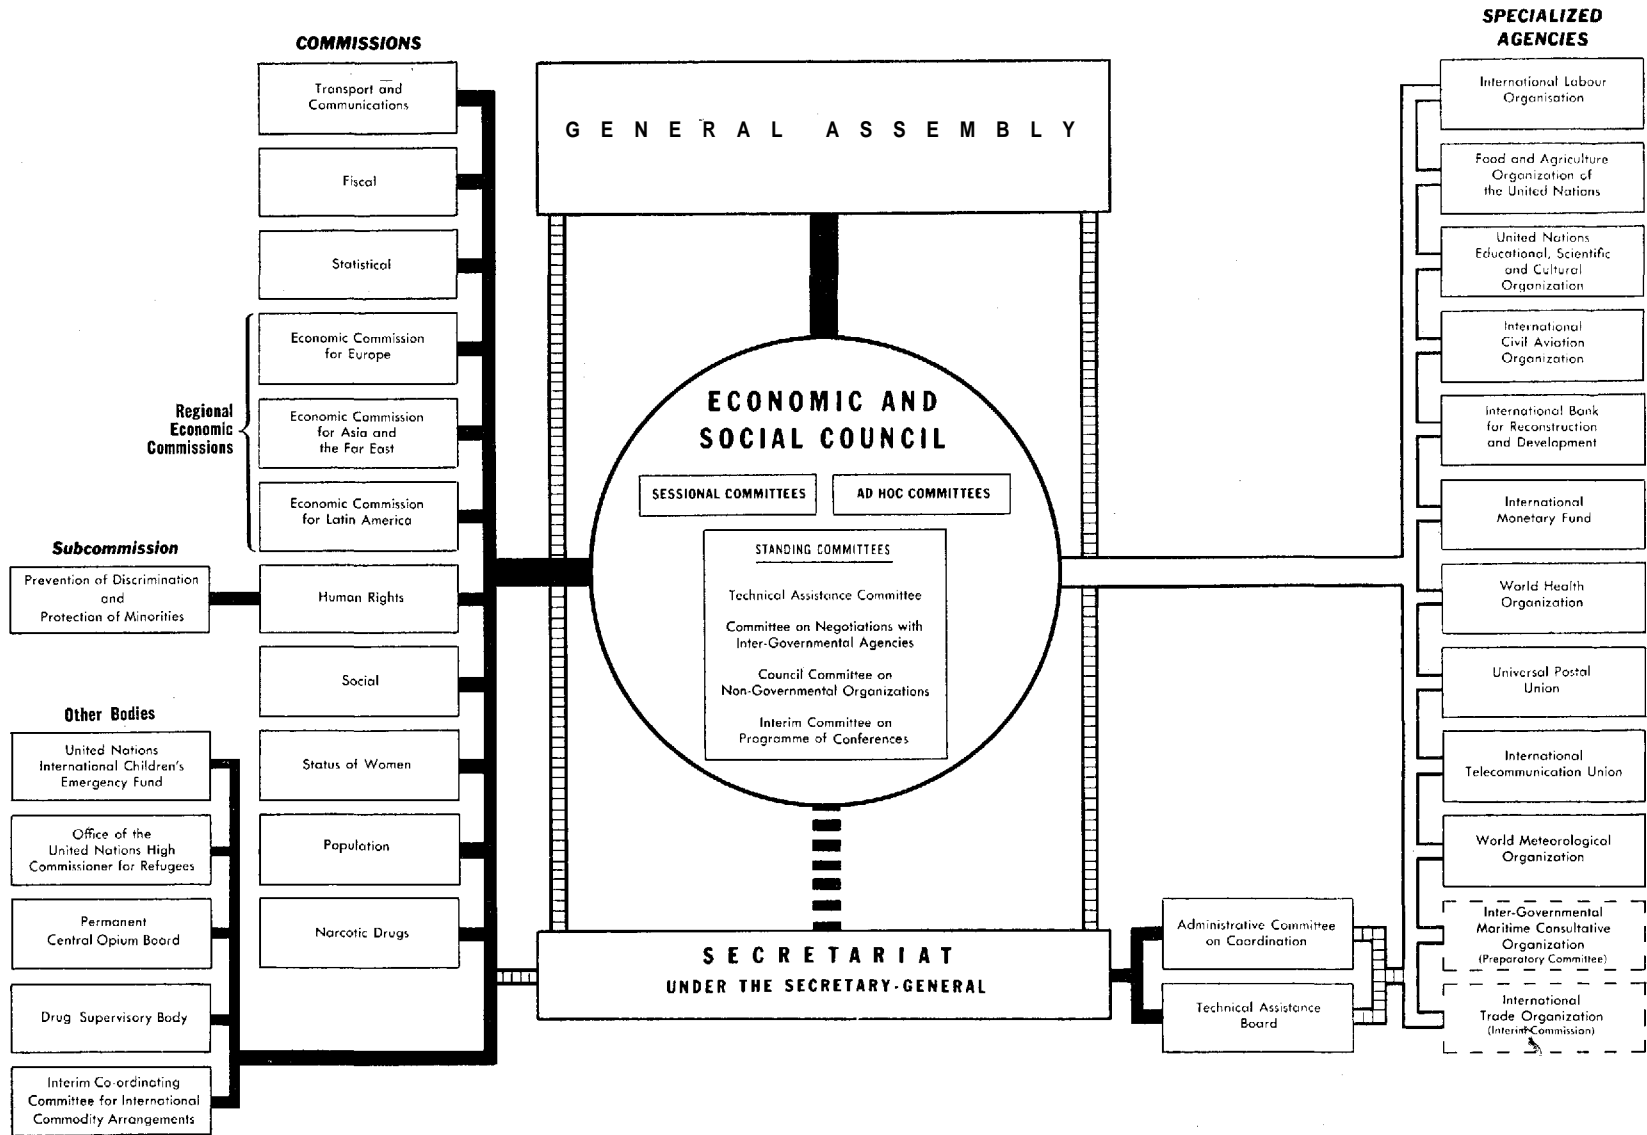 COMMISSIONS
Transport and
Communications
Fiscal
Statistical
Regional
Economic
Commissions
Economic Commission
for Europe
Economic Commission
for Asia and
the Far East
Economic Commission
for Latin America
Subcommission
Prevention of Discrimination
and
Protection of Minorities
Human Rights
Social
Status of Women
Population
Narcotic Drugs
Other Bodies
United Nations
International Children's
Emergency Fund
Office of the
United Nations High
Commissioner for Refugees
Permanent
Central Opium Board
Drug Supervisory Body
Interim Co-ordinating
Committee for International
Commodity Arrangements
GENERAL ASSEMBLY
ECONOMIC AND
SOCIAL COUNCIL
SESSIONAL COMMITTEES
AD HOC COMMITTEES
STANDING COMMITTEES
Technical Assistance Committee
Committee on Negotiations with
Inter-Governmental Agencies
Council Committee on
Non-Governmental Organizations
Interim Committee on
Programme of Conferences
SECRETARIAT
UNDER THE SECRETARY-GENERAL
Administrative Committee
on Coordination
Technical Assistance
Board
SPECIALIZED
AGENCIES
International Labour
Organisation
Food and Agriculture
Organization of
the United Nations
United Nations
Educational, Scientific
and Cultural
Organization
International
Civil Aviation
Organization
International Bank
for Reconstruction
and Development
International
Monetary Fund
World Health
Organization
Universal Postal
Union
International
Telecommunication Union
World Meteorological
Organization
Inter-Governmental
Maritime Consultative
Organization
(Preparatory Committee)
International
Trade Organization
(Interim Commission)